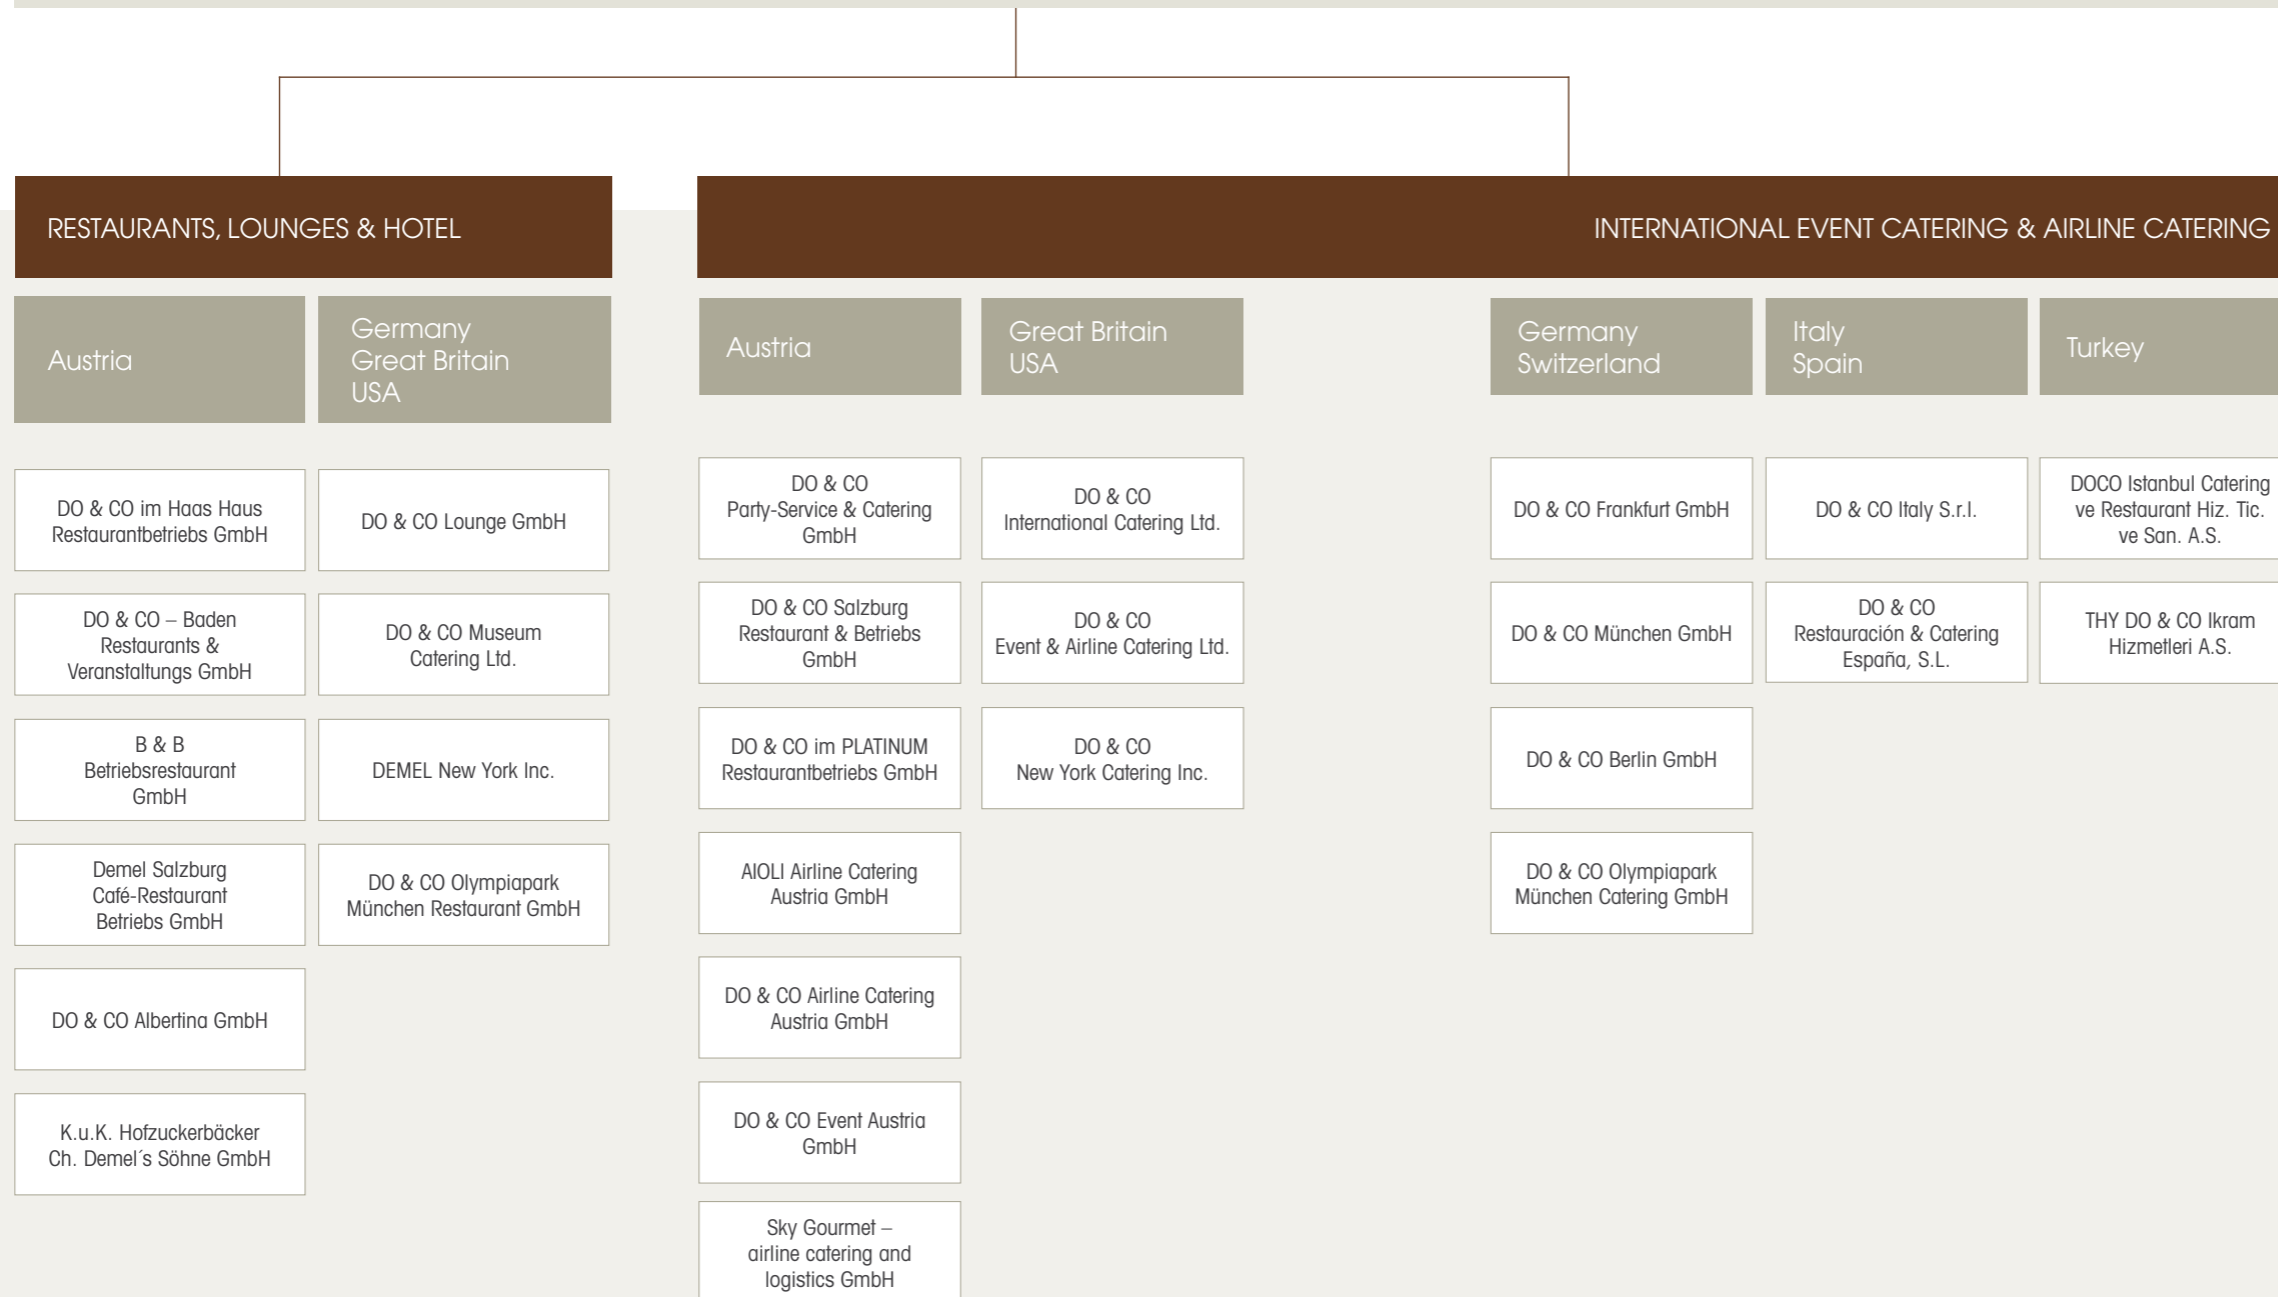 RESTAURANTS, LOUNGES & HOTEL
Austria
Germany
Great Britain
USA
DO & CO im Haas Haus
Restaurantbetriebs GmbH
DO & CO – Baden
Restaurants &
Veranstaltungs GmbH
B & B
Betriebsrestaurant
GmbH
Demel Salzburg
Café-Restaurant
Betriebs GmbH
DO & CO Albertina GmbH
K.u.K. Hofzuckerbäcker
Ch. Demel´s Söhne GmbH
DO & CO Lounge GmbH
DO & CO Museum
Catering Ltd.
DEMEL New York Inc.
DO & CO Olympiapark
München Restaurant GmbH
INTERNATIONAL EVENT CATERING & AIRLINE CATERING
Austria
Great Britain
USA
Germany
Switzerland
Italy
Spain
Turkey
DO & CO
Party-Service & Catering
GmbH
DO & CO Salzburg
Restaurant & Betriebs
GmbH
DO & CO im PLATINUM
Restaurantbetriebs GmbH
AIOLI Airline Catering
Austria GmbH
DO & CO Airline Catering
Austria GmbH
DO & CO Event Austria
GmbH
Sky Gourmet –
airline catering and
logistics GmbH
DO & CO
International Catering Ltd.
DO & CO
Event & Airline Catering Ltd.
DO & CO
New York Catering Inc.
DO & CO Frankfurt GmbH
DO & CO München GmbH
DO & CO Berlin GmbH
DO & CO Olympiapark
München Catering GmbH
DO & CO Italy S.r.l.
DO & CO
Restauración & Catering
España, S.L.
DOCO Istanbul Catering
ve Restaurant Hiz. Tic.
ve San. A.S.
THY DO & CO Ikram
Hizmetleri A.S.